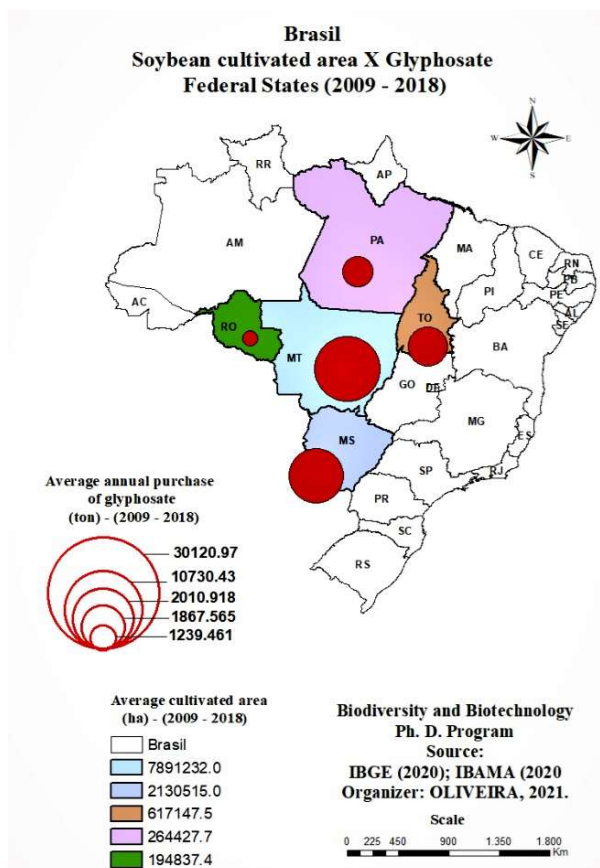 Brasil
Soybean cultivated area X Glyphosate
Federal States (2009 - 2018)
N
W
E
S
RR
AP
AM
PA
MA
CE
RN
PB
PE
PI
AL
SE
AC
RO
TO
BA
MT
GO
DF
MG
ES
MS
SP
RJ
PR
SC
RS
Average annual purchase
of glyphosate
(ton) - (2009 - 2018)
30120.97
10730.43
2010.918
1867.565
1239.461
Average cultivated area
(ha) - (2009 - 2018)
Brasil
7891232.0
2130515.0
617147.5
264427.7
194837.4
Biodiversity and Biotechnology
Ph. D. Program
Source:
IBGE (2020); IBAMA (2020
Organizer: OLIVEIRA, 2021.
Scale
0 225 450 900 1.350 1.800
Km